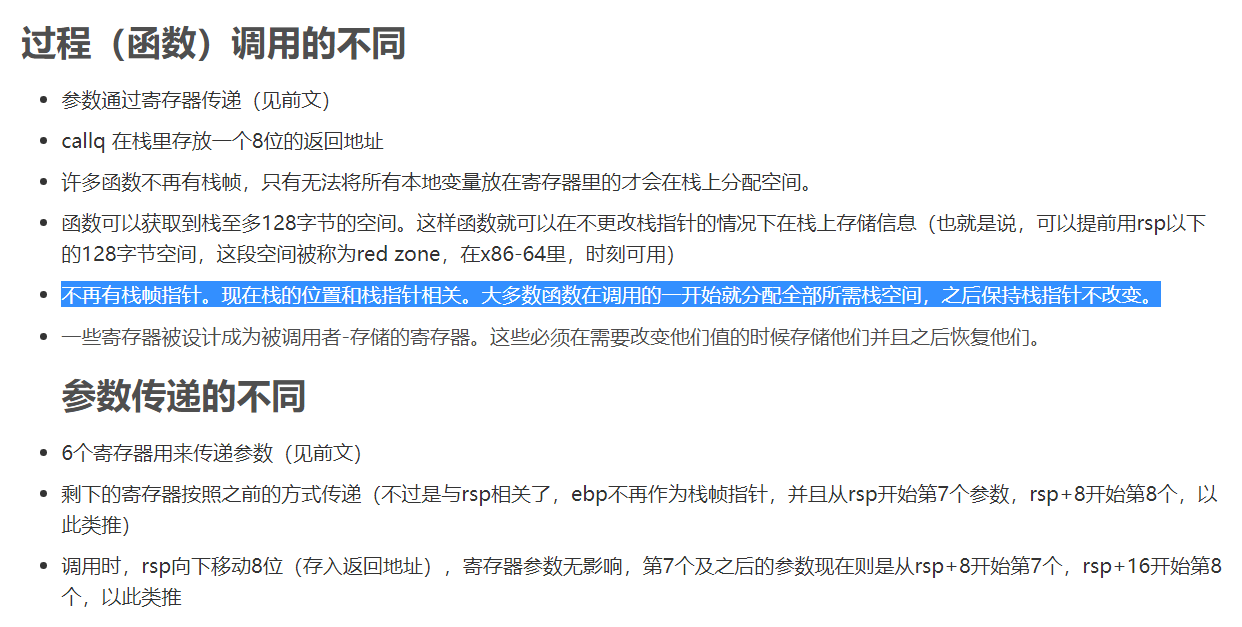 过程（函数）调用的不同
参数通过寄存器传递（见前文）
callq 在栈里存放一个8位的返回地址
许多函数不再有栈帧，只有无法将所有本地变量放在寄存器里的才会在栈上分配空间。
函数可以获取到栈至多128字节的空间。这样函数就可以在不更改栈指针的情况下在栈上存储信息（也就是说，可以提前用rsp以下
的128字节空间，这段空间被称为red zone，在x86-64里，时刻可用）
不再有栈帧指针。现在栈的位置和栈指针相关。大多数函数在调用的一开始就分配全部所需栈空间，之后保持栈指针不改变。
一些寄存器被设计成为被调用者-存储的寄存器。这些必须在需要改变他们值的时候存储他们并且之后恢复他们。
参数传递的不同
6个寄存器用来传递参数（见前文）
剩下的寄存器按照之前的方式传递（不过是与rsp相关了，ebp不再作为栈帧指针，并且从rsp开始第7个参数，rsp+8开始第8个，以
此类推）
调用时，rsp向下移动8位（存入返回地址），寄存器参数无影响，第7个及之后的参数现在则是从rsp+8开始第7个，rsp+16开始第8
个，以此类推